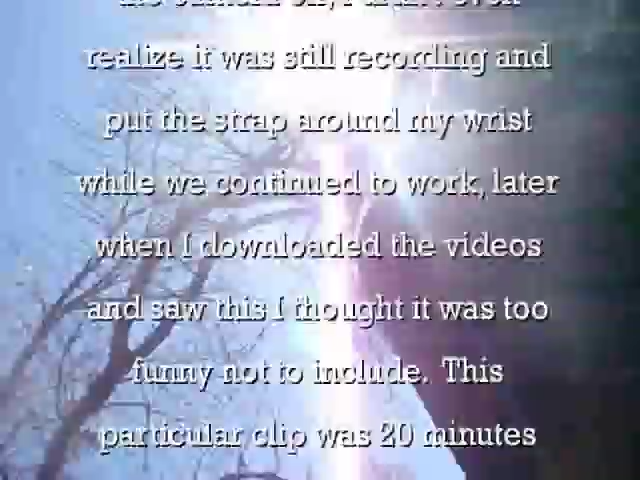 realize it was still recording and
put the strap around my wrist
while we continued to work, later
when I downloaded the videos
and saw this I thought it was too
funny not to include. This
particular clip was 20 minutes